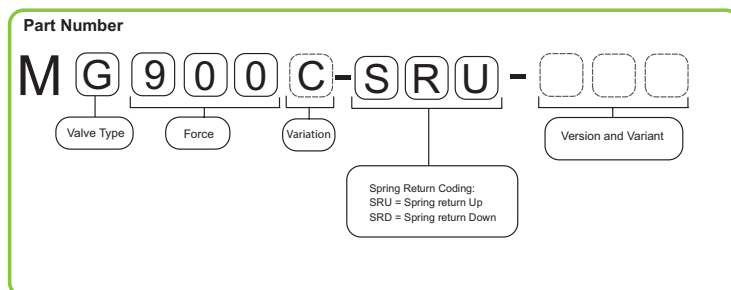 Part Number
M G 9 0 0 C - S R U -
Valve Type Force Variation Version and Variant
Spring Return Coding:
SRU = Spring return Up
SRD = Spring return Down